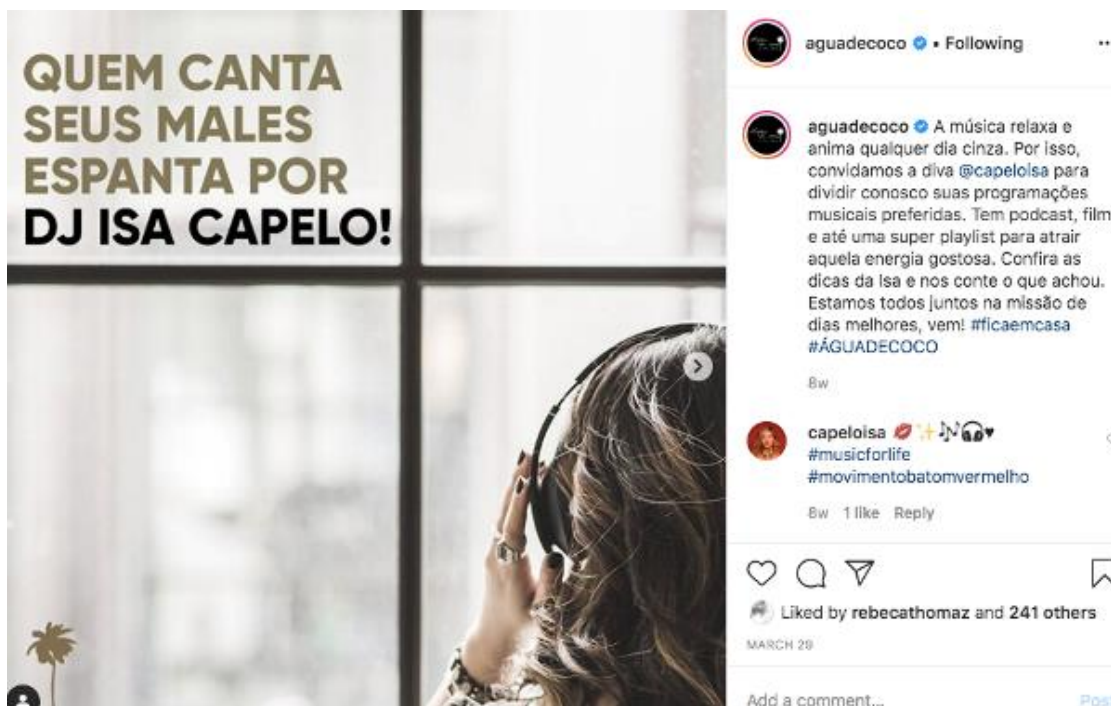 QUEM CANTA
SEUS MALES
ESPANTA POR
DJ ISA CAPELO!
aguadecoco • Following
aguadecoco A música relaxa e
anima qualquer dia cinza. Por isso,
convidamos a diva @capeloisa para
dividir conosco suas programações
musicais preferidas. Tem podcast, film
e até uma super playlist para atrair
aquela energia gostosa. Confira as
dicas da Isa e nos conte o que achou.
Estamos todos juntos na missão de
dias melhores, vem! #ficaemcasa
#ÁGUADECOCO
8w
capeloisa 💋✨🎶🎧♥
#musicforlife
#movimentobatomvermelho
8w 1 like Reply
Liked by rebecathomaz and 241 others
MARCH 29
Add a comment... Post